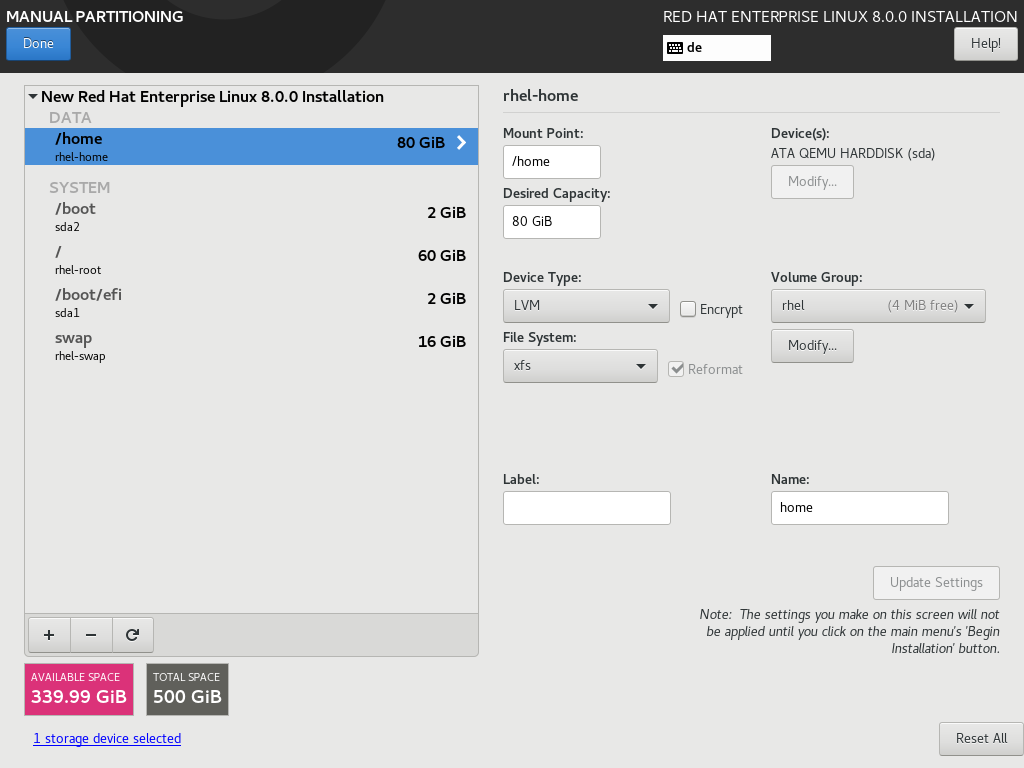 MANUAL PARTITIONING
RED HAT ENTERPRISE LINUX 8.0.0 INSTALLATION
Done
de
Help!
New Red Hat Enterprise Linux 8.0.0 Installation
DATA
/home
80 GiB
rhel-home
SYSTEM
/boot
2 GiB
sda2
/
60 GiB
rhel-root
/boot/efi
2 GiB
sda1
swap
16 GiB
rhel-swap
AVAILABLE SPACE
339.99 GiB
TOTAL SPACE
500 GiB
1 storage device selected
rhel-home
Mount Point:
/home
Device(s):
ATA QEMU HARDDISK (sda)
Modify...
Desired Capacity:
80 GiB
Device Type:
LVM
Encrypt
Volume Group:
rhel (4 MiB free)
Modify...
File System:
xfs
Reformat
Label:
Name:
home
Update Settings
Note: The settings you make on this screen will not
be applied until you click on the main menu's 'Begin
Installation' button.
Reset All